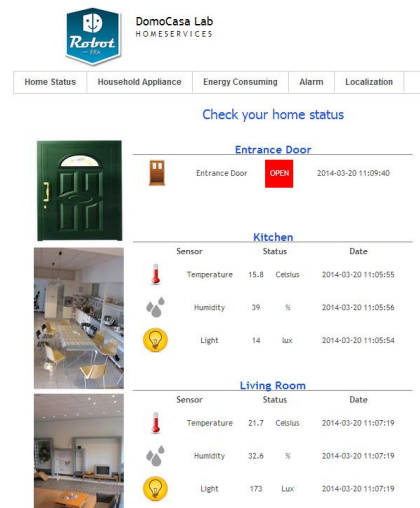 DomoCasa Lab
HOMESERVICES
Robot
ERA
Home Status Household Appliance Energy Consuming Alarm Localization
Check your home status
Entrance Door
Entrance Door OPEN 2014-03-20 11:09:40
Kitchen
Sensor Status Date
Temperature 15.8 Celsius 2014-03-20 11:05:55
Humidity 39 % 2014-03-20 11:05:56
Light 14 lux 2014-03-20 11:05:54
Living Room
Sensor Status Date
Temperature 21.7 Celsius 2014-03-20 11:07:19
Humidity 32.6 % 2014-03-20 11:07:19
Light 173 Lux 2014-03-20 11:07:19